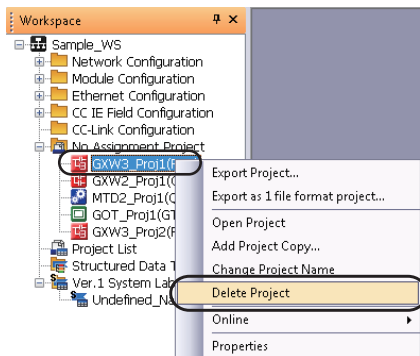 Workspace
Sample_WS
Network Configuration
Module Configuration
Ethernet Configuration
CC IE Field Configuration
CC-Link Configuration
No Assignment Project
GXW3_Proj1(
GXW2_Proj1(
MTD2_Proj1(
GOT_Proj1(GT
GXW3_Proj2(
Project List
Structured Data T
Ver.1 System Lab
Undefined_Na
Export Project...
Export as 1 file format project...
Open Project
Add Project Copy...
Change Project Name
Delete Project
Online
Properties